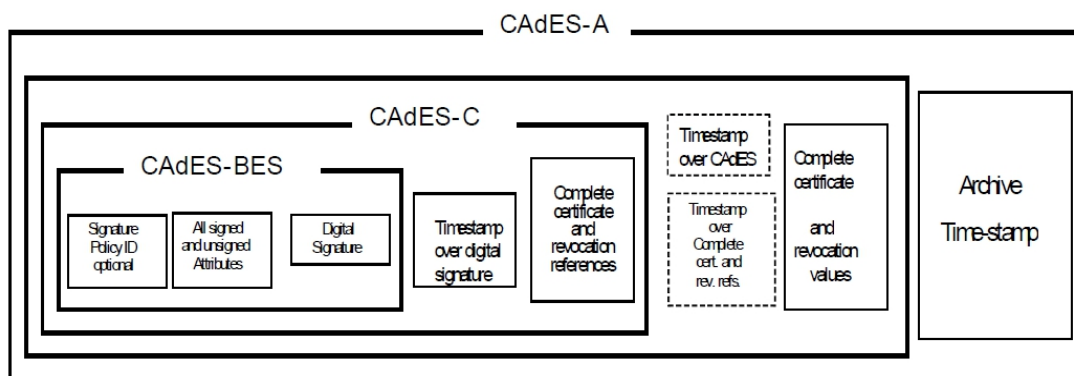 CAdES-A
CAdES-C
CAdES-BES
Signature
Policy ID
optional
All signed
and unsigned
Attributes
Digital
Signature
Timestamp
over digital
signature
Complete
certificate
and
revocation
references
Timestamp
over CAdES
Timestamp
over
Complete
cert. and
rev. refs.
Complete
certificate
and
revocation
values
Archive
Time-stamp